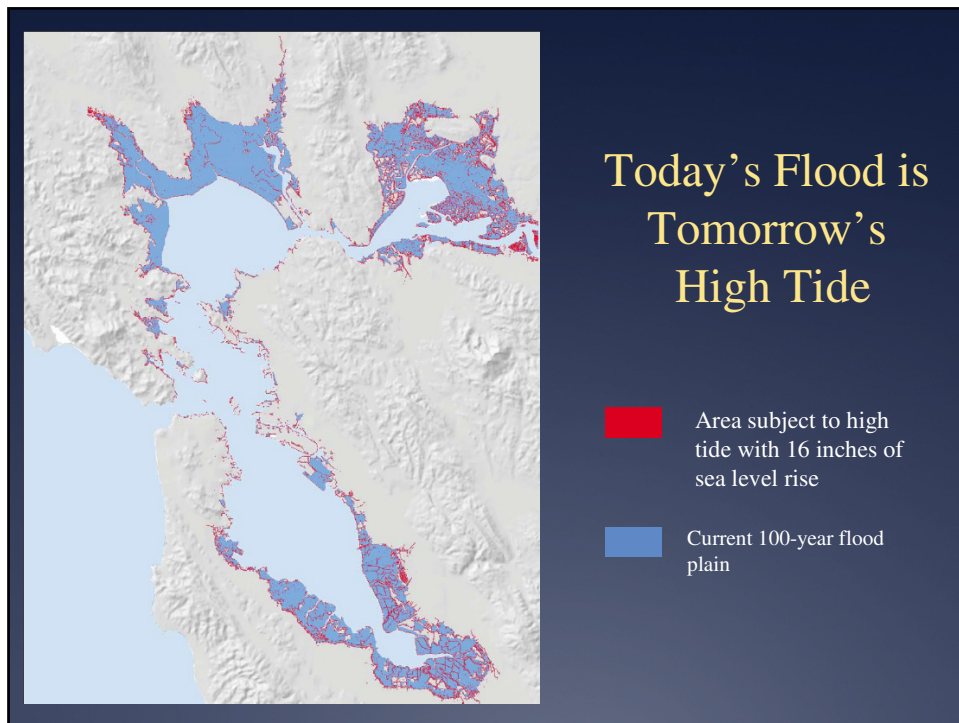 Today’s Flood is
Tomorrow’s
High Tide
Area subject to high
tide with 16 inches of
sea level rise
Current 100-year flood
plain